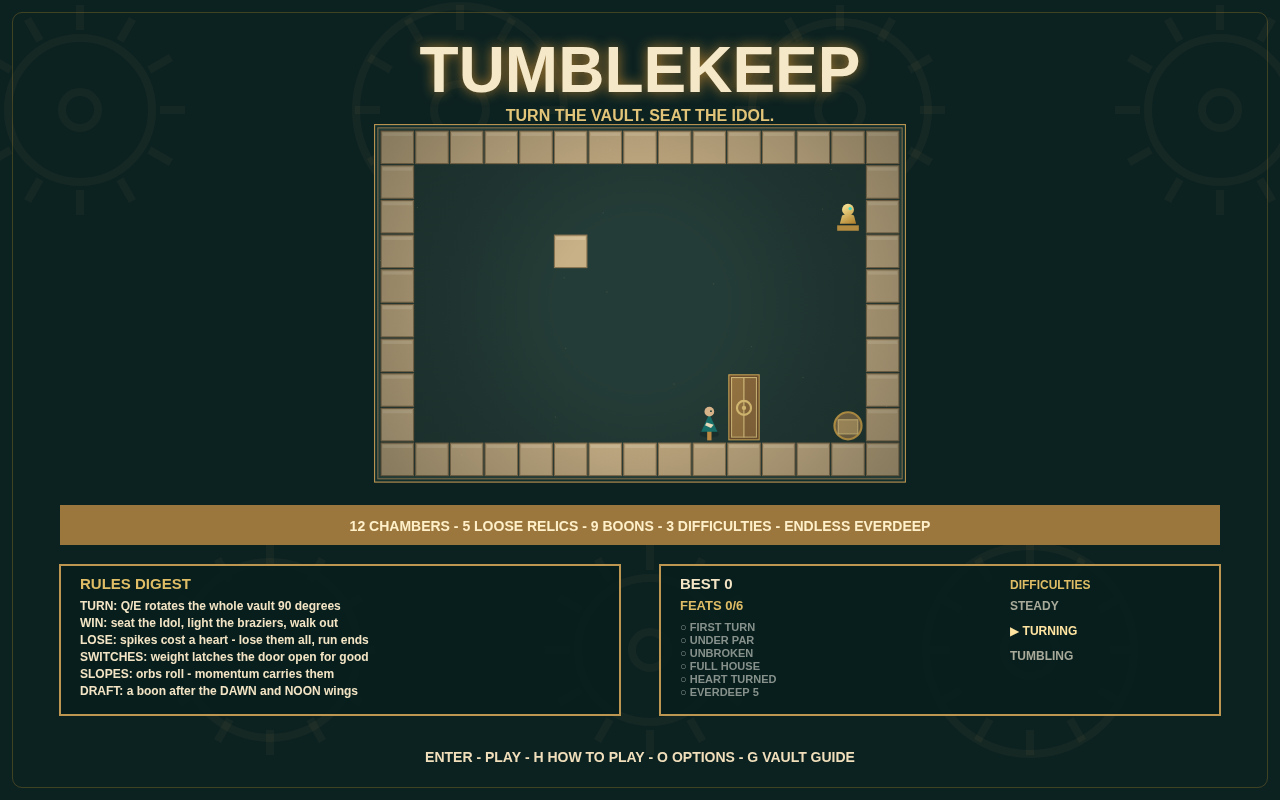 TUMBLEKEEP
TURN THE VAULT. SEAT THE IDOL.
12 CHAMBERS - 5 LOOSE RELICS - 9 BOONS - 3 DIFFICULTIES - ENDLESS EVERDEEP
RULES DIGEST
TURN: Q/E rotates the whole vault 90 degrees
WIN: seat the Idol, light the braziers, walk out
LOSE: spikes cost a heart - lose them all, run ends
SWITCHES: weight latches the door open for good
SLOPES: orbs roll - momentum carries them
DRAFT: a boon after the DAWN and NOON wings
BEST 0
FEATS 0/6
○ FIRST TURN
○ UNDER PAR
○ UNBROKEN
○ FULL HOUSE
○ HEART TURNED
○ EVERDEEP 5
DIFFICULTIES
STEADY
▶ TURNING
TUMBLING
ENTER - PLAY - H HOW TO PLAY - O OPTIONS - G VAULT GUIDE